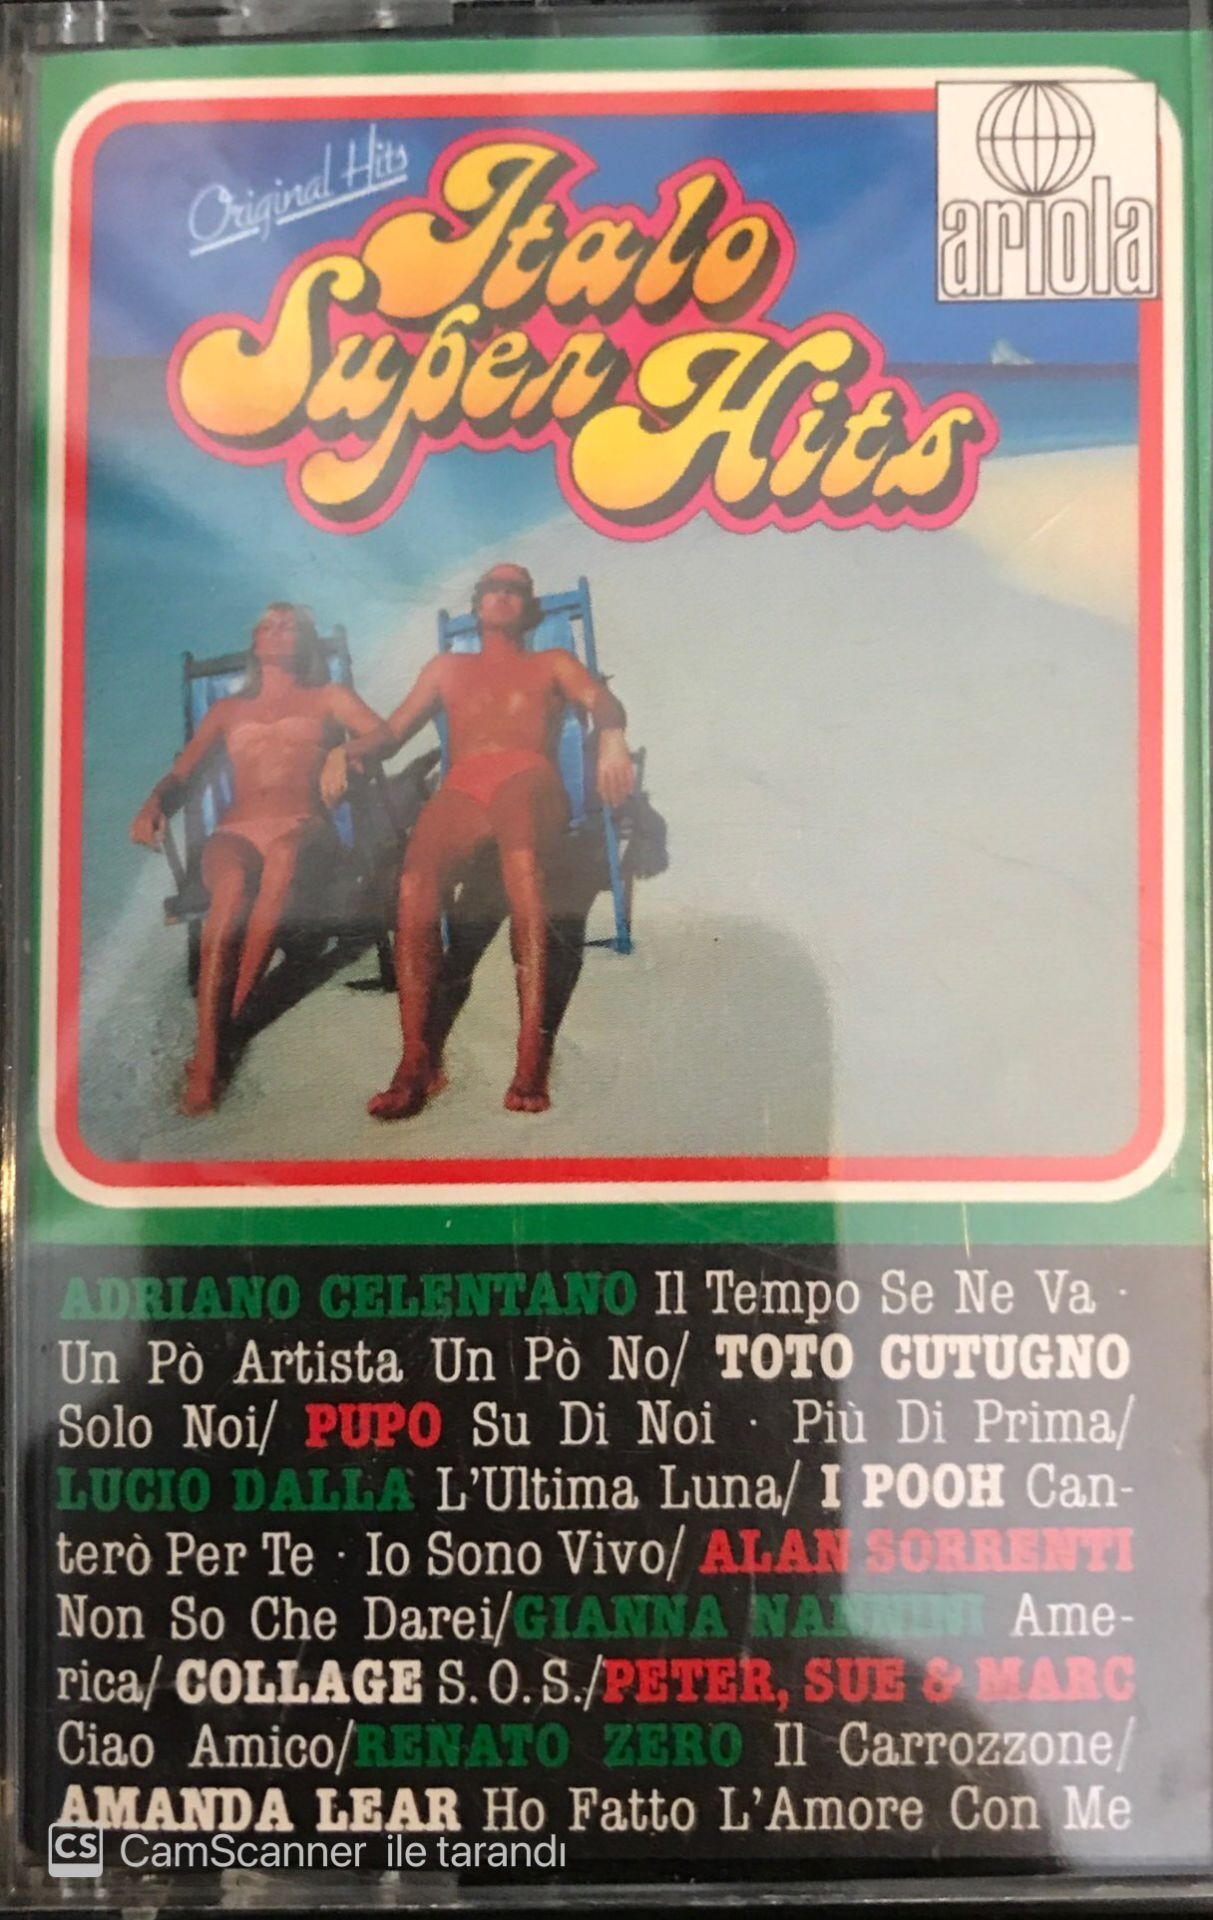 Original Hits
ariola
Italo
Super Hits
ADRIANO CELENTANO Il Tempo Se Ne Va ·
Un Pò Artista Un Pò No/ TOTO CUTUGNO
Solo Noi/ PUPO Su Di Noi · Più Di Prima/
LUCIO DALLA L'Ultima Luna/ I POOH Can-
terò Per Te · Io Sono Vivo/ ALAN SORRENTI
Non So Che Darei/GIANNA NANNINI Ame-
rica/ COLLAGE S.O.S./PETER, SUE & MARC
Ciao Amico/RENATO ZERO Il Carrozzone/
AMANDA LEAR Ho Fatto L'Amore Con Me
CS CamScanner ile tarandı